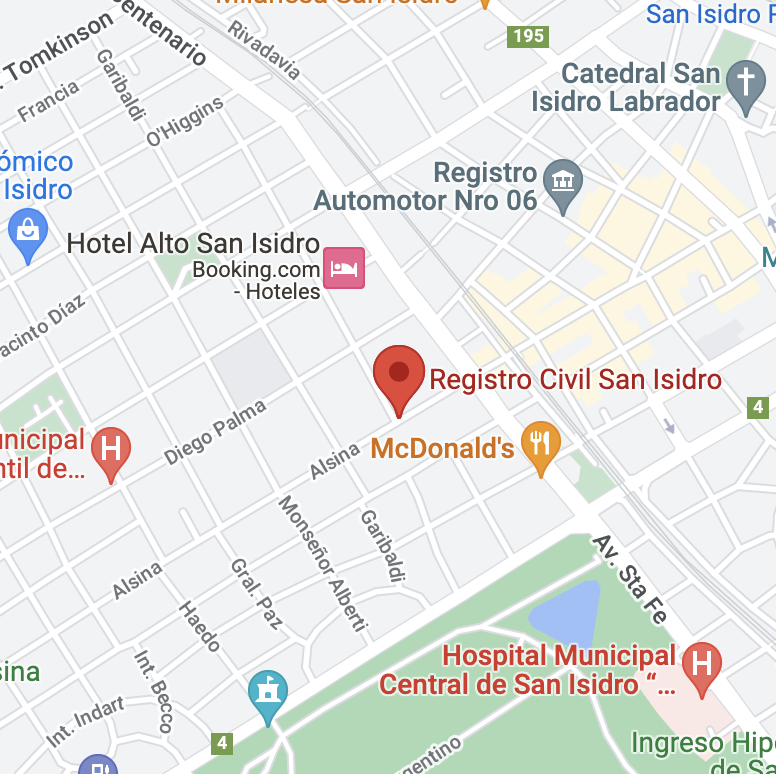 Milanesa San Isidro
Centenario
Rivadavia
195
San Isidro
. Tomkinson
Garibaldi
Francia
O'Higgins
Catedral San
Isidro Labrador
Registro
Automotor Nro 06
ómico
Isidro
Hotel Alto San Isidro
Booking.com
- Hoteles
M
acinto Díaz
Registro Civil San Isidro
4
Diego Palma
unicipal
ntil de...
H
McDonald's
Alsina
Monseñor Alberti
Garibaldi
Av. Sta Fe
Alsina
Gral. Paz
Haedo
Hospital Municipal
Central de San Isidro “...
H
sina
Int. Becco
Int. Indart
4
gentino
Ingreso Hip
de Sa